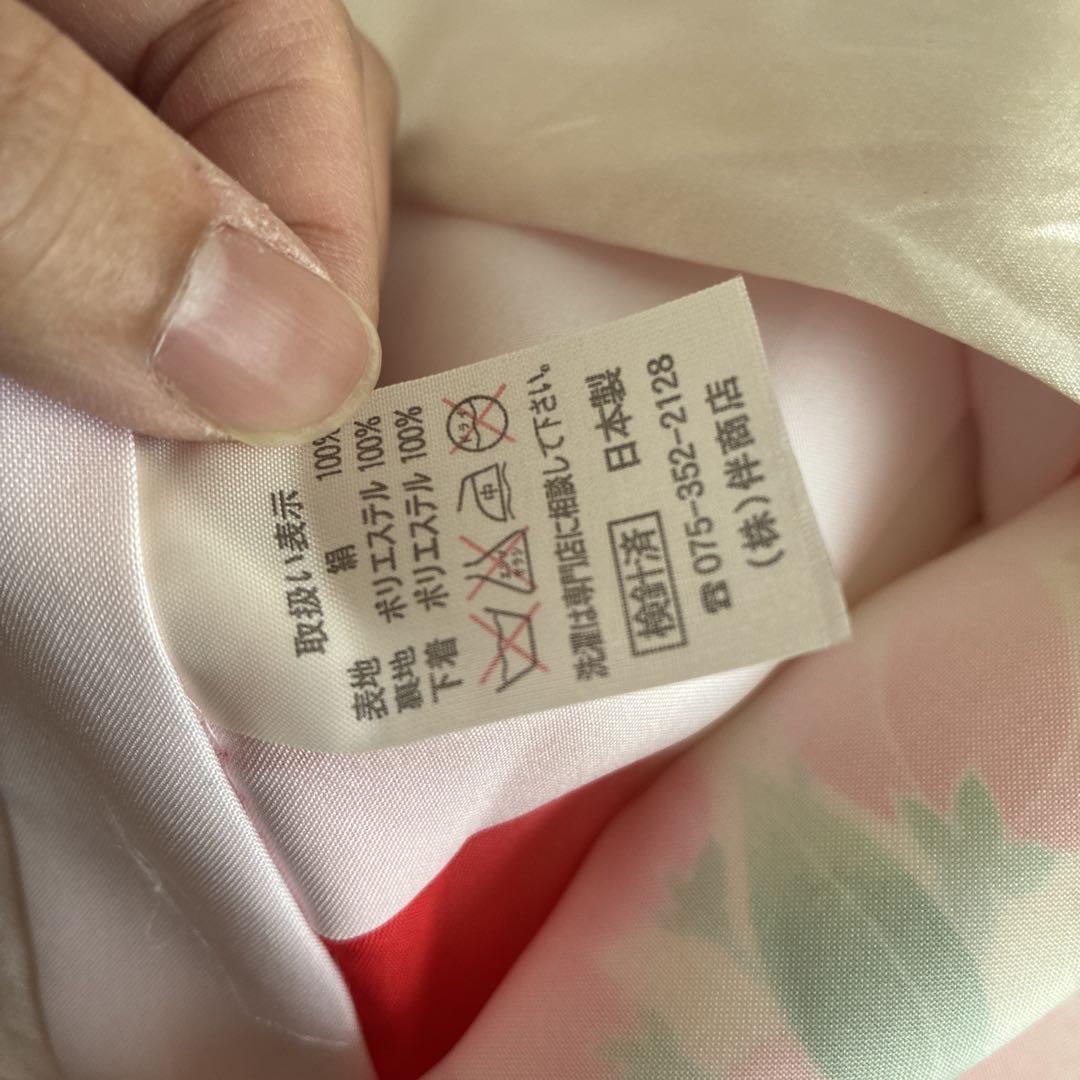 取扱い表示
表地 絹 100%
裏地 ポリエステル 100%
下着 ポリエステル 100%
中
洗濯は専門店に相談して下さい。
検針済 日本製
☎075-352-2128
(株)伴商店